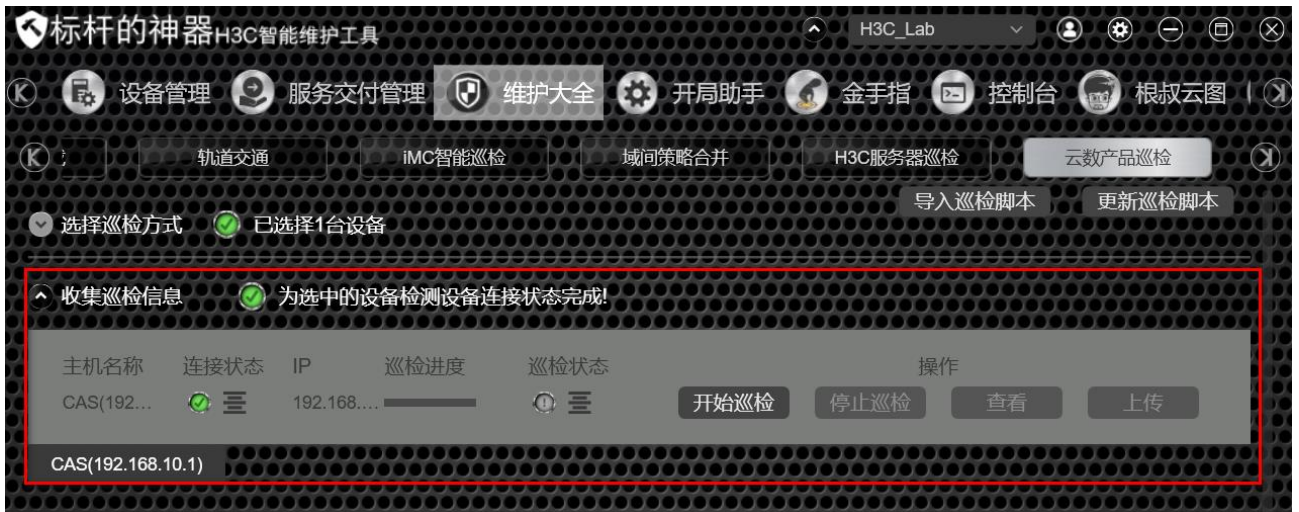 标杆的神器H3C智能维护工具 H3C_Lab
设备管理 服务交付管理 维护大全 开局助手 金手指 控制台 根叔云图
轨道交通 iMC智能巡检 域间策略合并 H3C服务器巡检 云数产品巡检
导入巡检脚本 更新巡检脚本
选择巡检方式 已选择1台设备
收集巡检信息 为选中的设备检测设备连接状态完成!
主机名称 连接状态 IP 巡检进度 巡检状态 操作
CAS(192... 192.168.... 开始巡检 停止巡检 查看 上传
CAS(192.168.10.1)